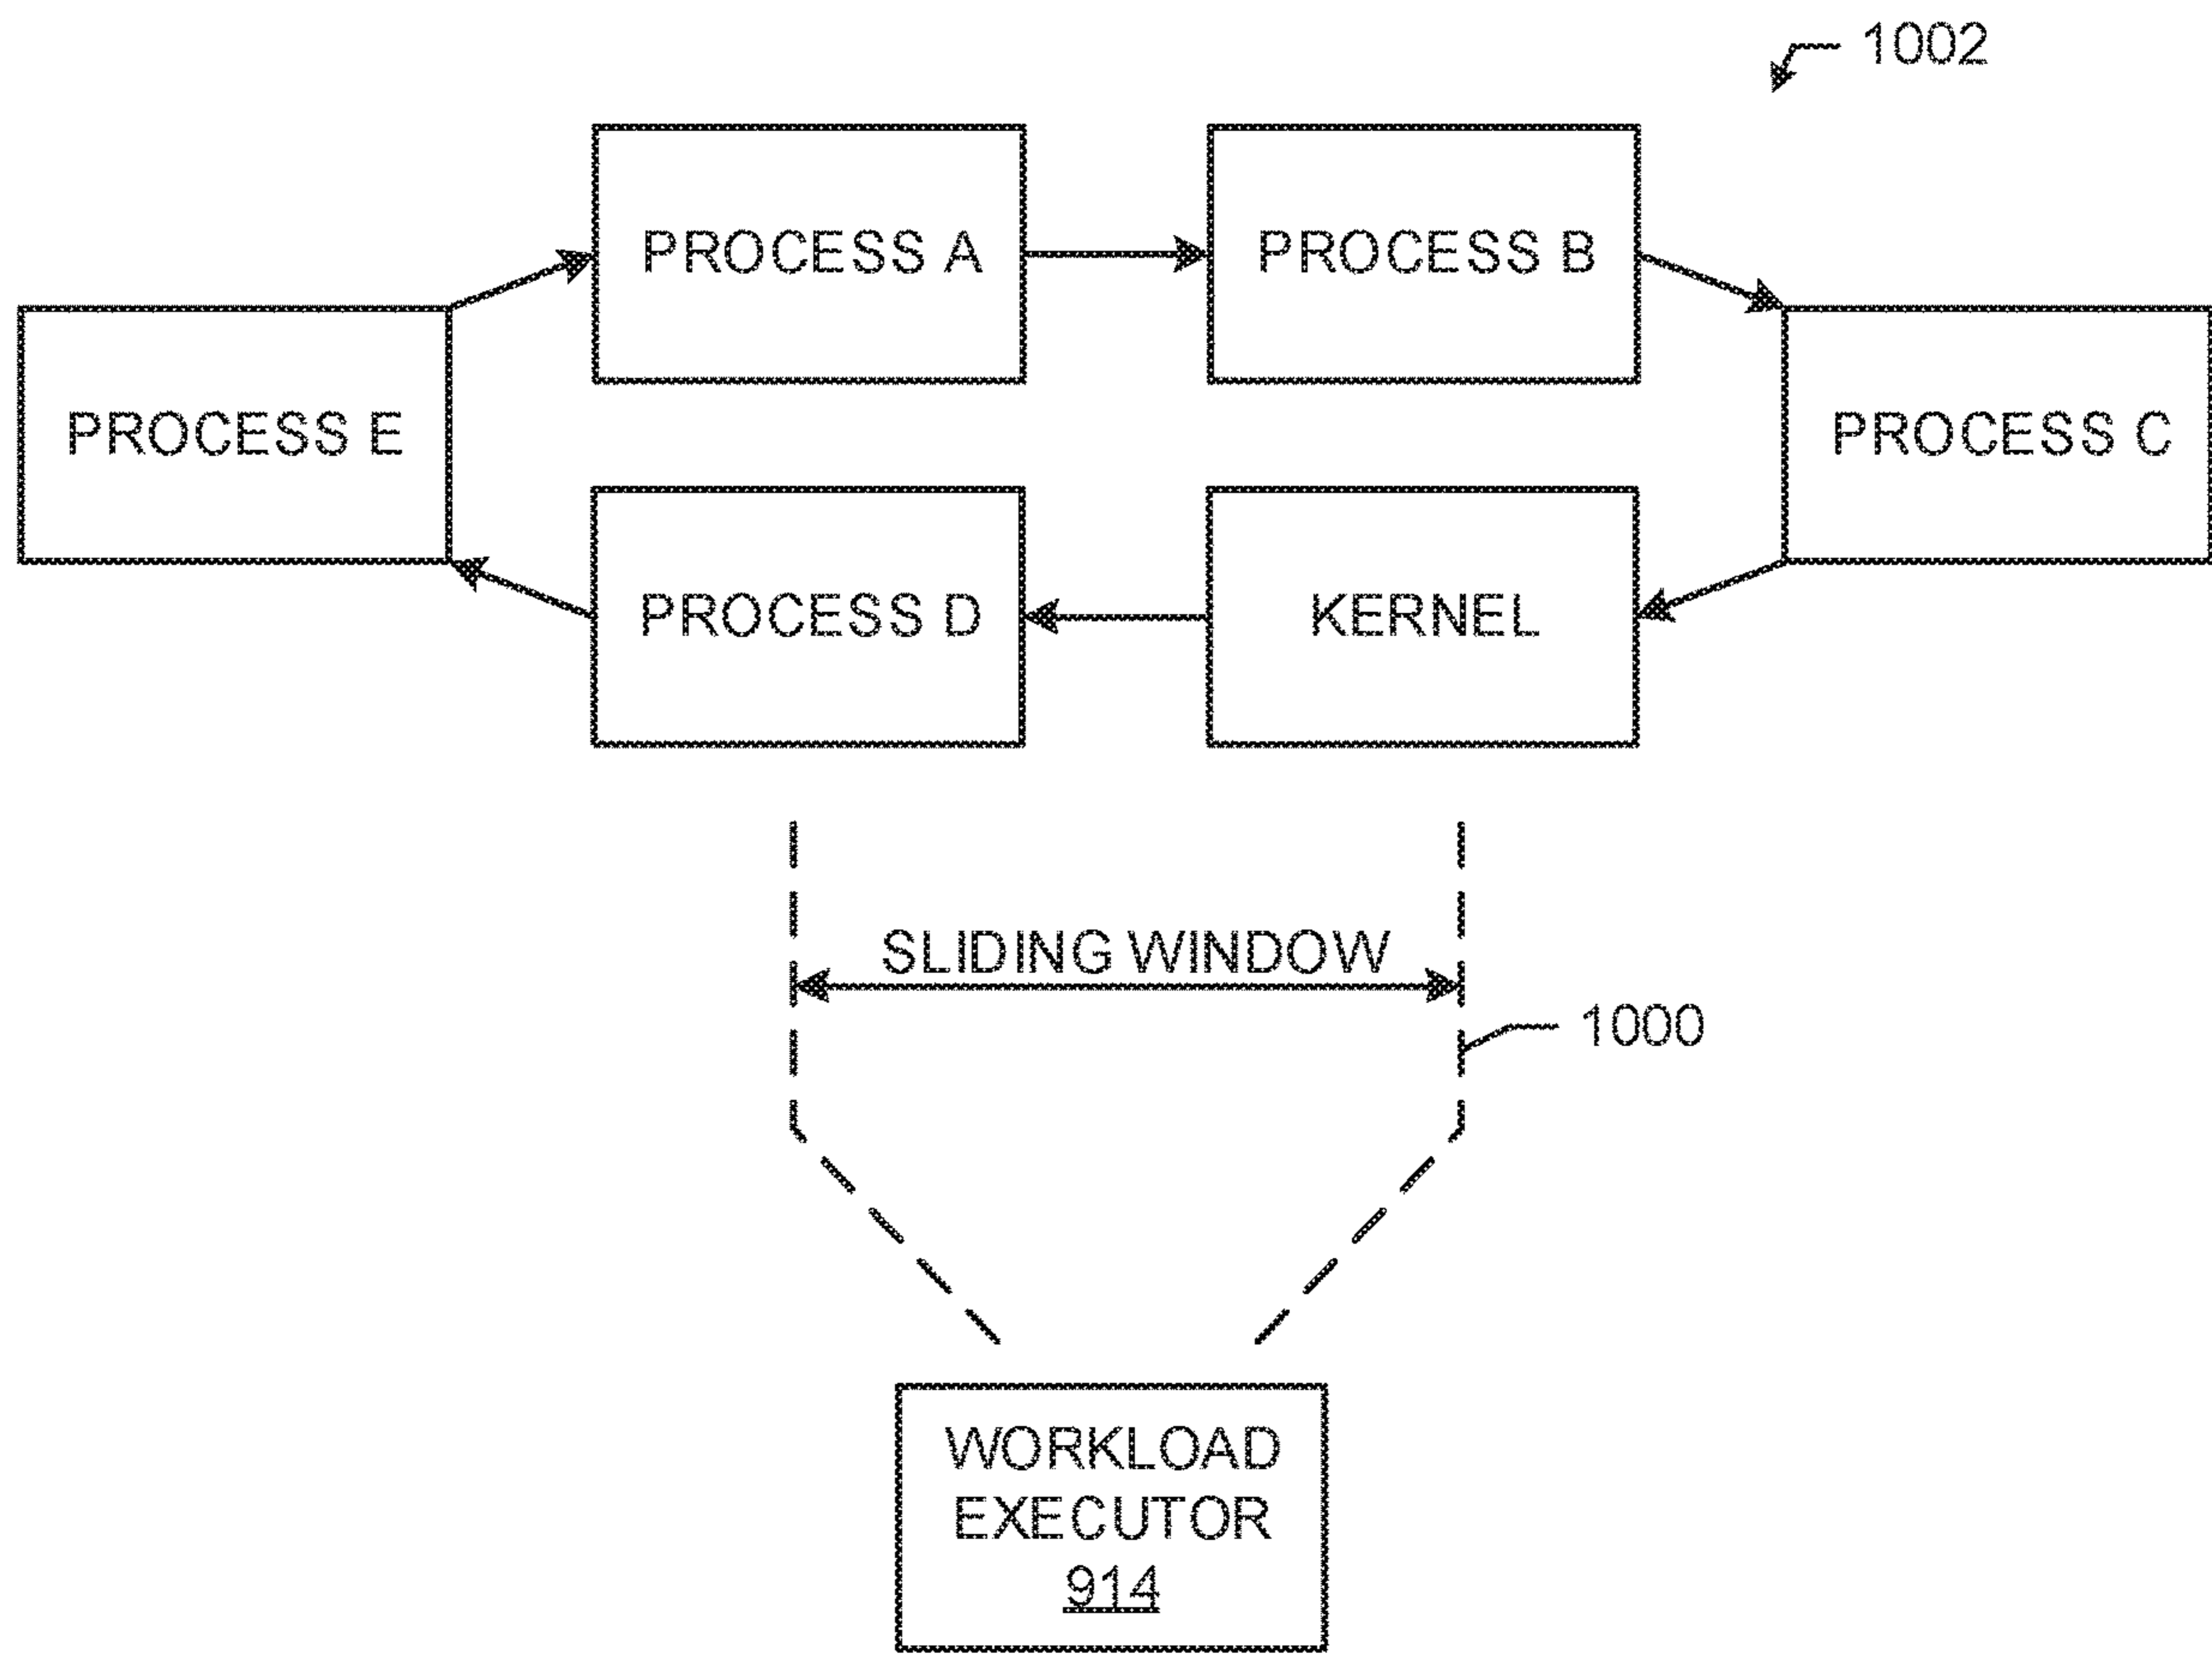 1002
PROCESS A
PROCESS B
PROCESS E
PROCESS C
PROCESS D
KERNEL
SLIDING WINDOW
1000
WORKLOAD
EXECUTOR
914